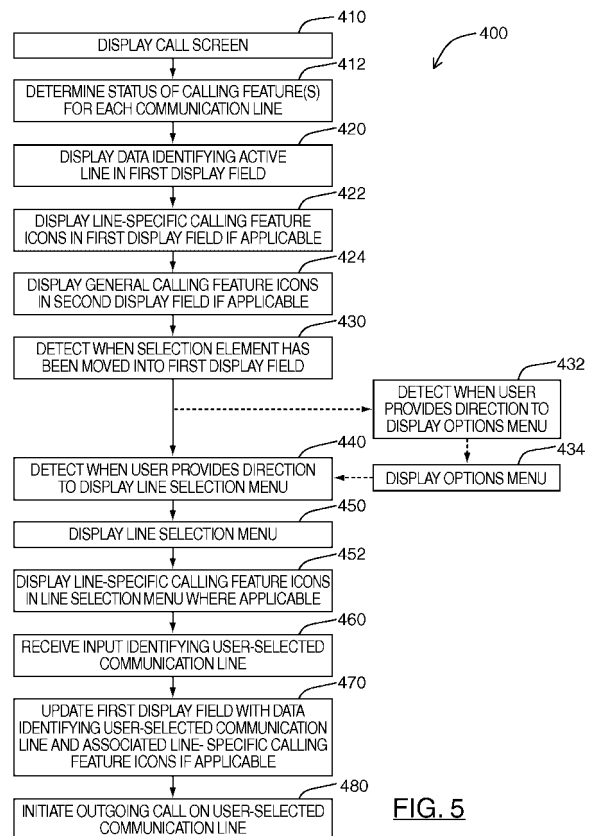 410
400
DISPLAY CALL SCREEN
412
DETERMINE STATUS OF CALLING FEATURE(S)
FOR EACH COMMUNICATION LINE
420
DISPLAY DATA IDENTIFYING ACTIVE
LINE IN FIRST DISPLAY FIELD
422
DISPLAY LINE-SPECIFIC CALLING FEATURE
ICONS IN FIRST DISPLAY FIELD IF APPLICABLE
424
DISPLAY GENERAL CALLING FEATURE ICONS
IN SECOND DISPLAY FIELD IF APPLICABLE
430
DETECT WHEN SELECTION ELEMENT HAS
BEEN MOVED INTO FIRST DISPLAY FIELD
432
DETECT WHEN USER
PROVIDES DIRECTION TO
DISPLAY OPTIONS MENU
434
DISPLAY OPTIONS MENU
440
DETECT WHEN USER PROVIDES DIRECTION
TO DISPLAY LINE SELECTION MENU
450
DISPLAY LINE SELECTION MENU
452
DISPLAY LINE-SPECIFIC CALLING FEATURE ICONS
IN LINE SELECTION MENU WHERE APPLICABLE
460
RECEIVE INPUT IDENTIFYING USER-SELECTED
COMMUNICATION LINE
470
UPDATE FIRST DISPLAY FIELD WITH DATA
IDENTIFYING USER-SELECTED COMMUNICATION
LINE AND ASSOCIATED LINE- SPECIFIC CALLING
FEATURE ICONS IF APPLICABLE
480
INITIATE OUTGOING CALL ON USER-SELECTED
COMMUNICATION LINE
FIG. 5